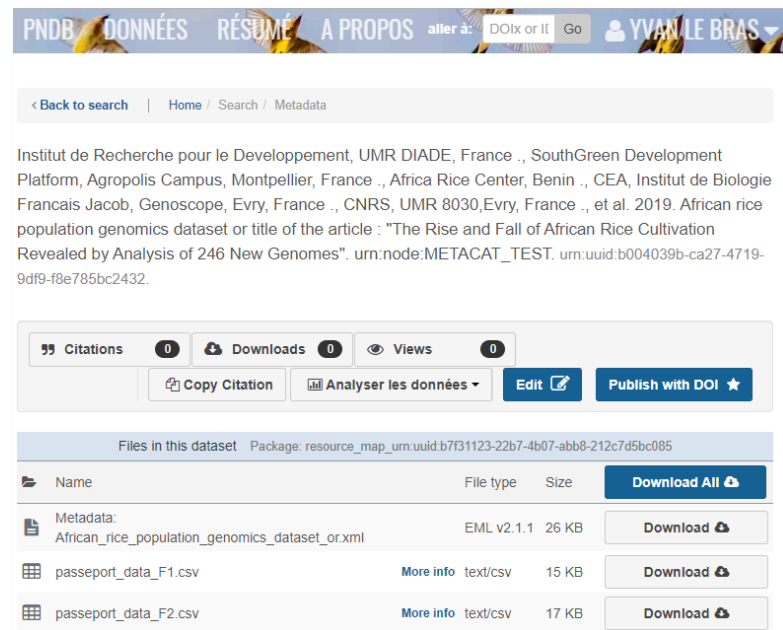 PNDB DONNÉES RÉSUMÉ A PROPOS aller à: DOIx or II Go YVAN LE BRAS
< Back to search | Home / Search / Metadata
Institut de Recherche pour le Developpement, UMR DIADE, France ., SouthGreen Development
Platform, Agropolis Campus, Montpellier, France ., Africa Rice Center, Benin ., CEA, Institut de Biologie
Francais Jacob, Genoscope, Evry, France ., CNRS, UMR 8030,Evry, France ., et al. 2019. African rice
population genomics dataset or title of the article : "The Rise and Fall of African Rice Cultivation
Revealed by Analysis of 246 New Genomes". urn:node:METACAT_TEST. urn:uuid:b004039b-ca27-4719-
9df9-f8e785bc2432.
Citations 0 Downloads 0 Views 0
Copy Citation Analyser les données Edit Publish with DOI
Files in this dataset Package: resource_map_urn:uuid:b7f31123-22b7-4b07-abb8-212c7d5bc085
Name File type Size Download All
Metadata:
African_rice_population_genomics_dataset_or.xml EML v2.1.1 26 KB Download
passeport_data_F1.csv More info text/csv 15 KB Download
passeport_data_F2.csv More info text/csv 17 KB Download